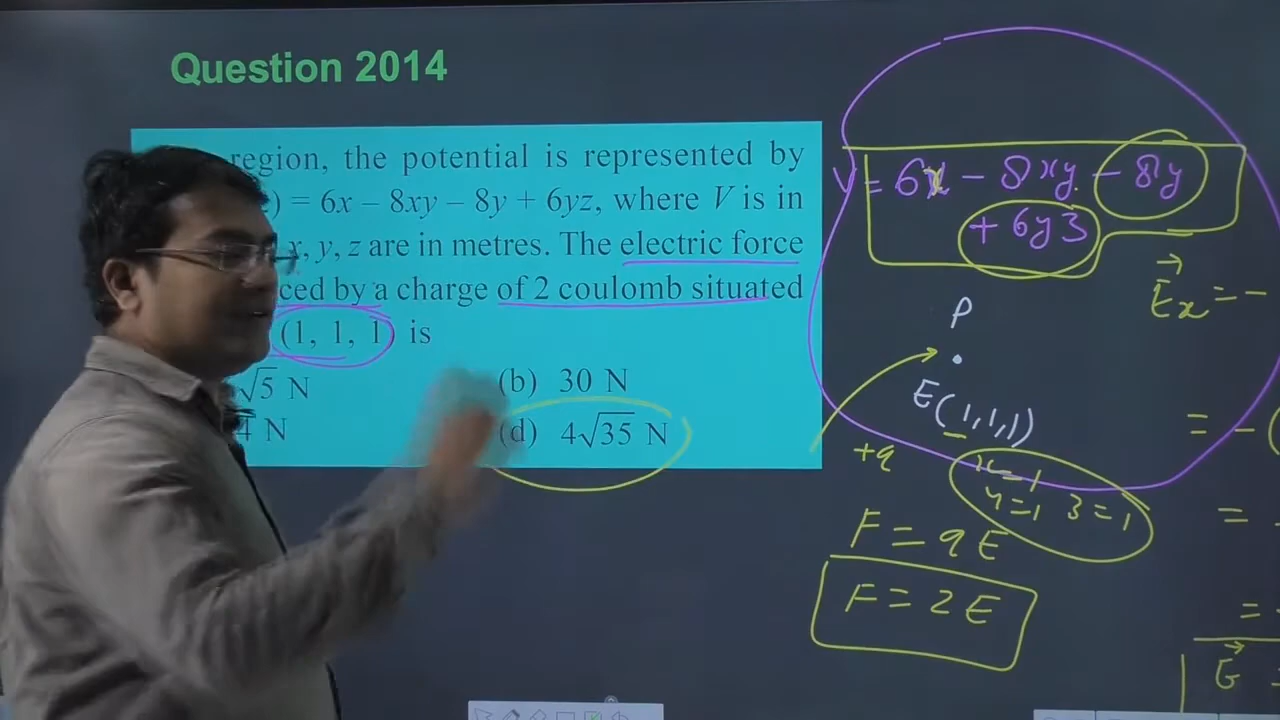 Question 2014
region, the potential is represented by
) = 6x – 8xy – 8y + 6yz, where V is in
x, y, z are in metres. The electric force
ced by a charge of 2 coulomb situated
(1, 1, 1) is
√5 N
(b) 30 N
N
(d) 4√35 N
V = 6x - 8xy - 8y
+ 6yz
E⃗x = -
P
E(1,1,1)
+q
x=1
y=1 z=1
F = qE
F = 2E
= - (
=
=
E⃗ =